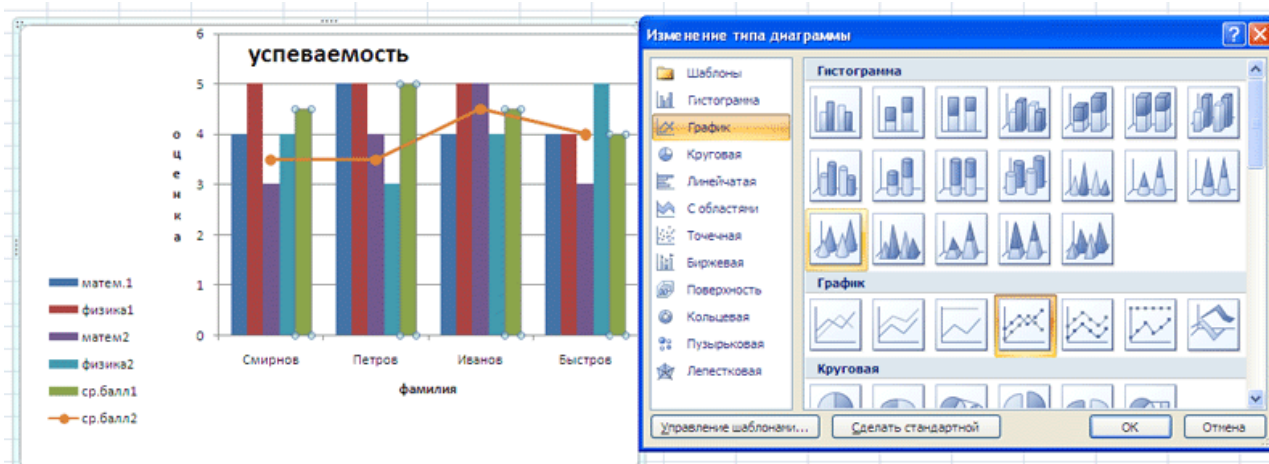 успеваемость
6
5
4
3
2
1
0
оценка
Смирнов Петров Иванов Быстров
фамилия
матем.1
физика1
матем2
физика2
ср.балл1
ср.балл2
Изменение типа диаграммы
Шаблоны
Гистограмма
График
Круговая
Линейчатая
С областями
Точечная
Биржевая
Поверхность
Кольцевая
Пузырьковая
Лепестковая
Гистограмма
График
Круговая
Управление шаблонами...
Сделать стандартной
ОК
Отмена